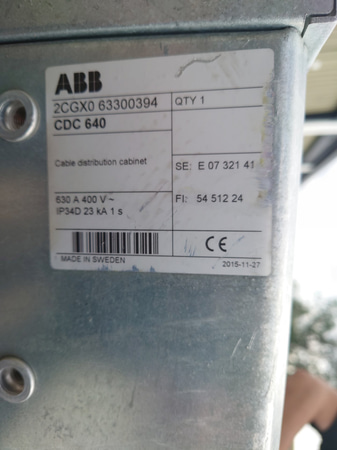 ABB
2CGX0 63300394
QTY 1
CDC 640
Cable distribution cabinet
SE: E 07 321 41
630 A 400 V ~
FI: 54 512 24
IP34D 23 kA 1 s
CE
MADE IN SWEDEN
2015-11-27